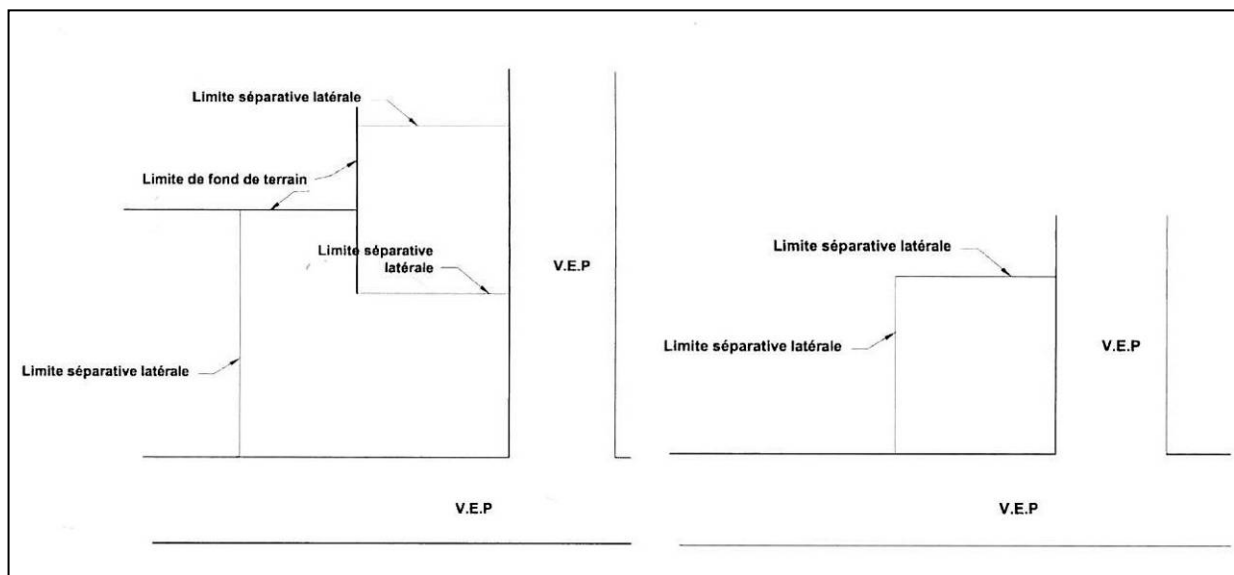 Limite séparative latérale
Limite de fond de terrain
Limite séparative
latérale
V.E.P
Limite séparative latérale
V.E.P
Limite séparative latérale
Limite séparative latérale
V.E.P
V.E.P